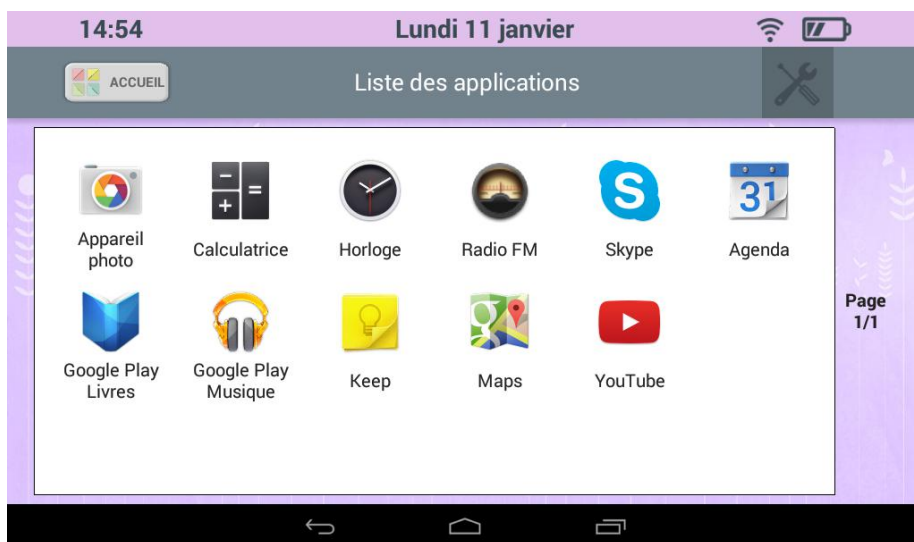 14:54 Lundi 11 janvier
ACCUEIL Liste des applications
31
Appareil photo
Calculatrice
Horloge
Radio FM
S
Skype
Agenda
Google Play Livres
Google Play Musique
Keep
g
Maps
YouTube
Page
1/1